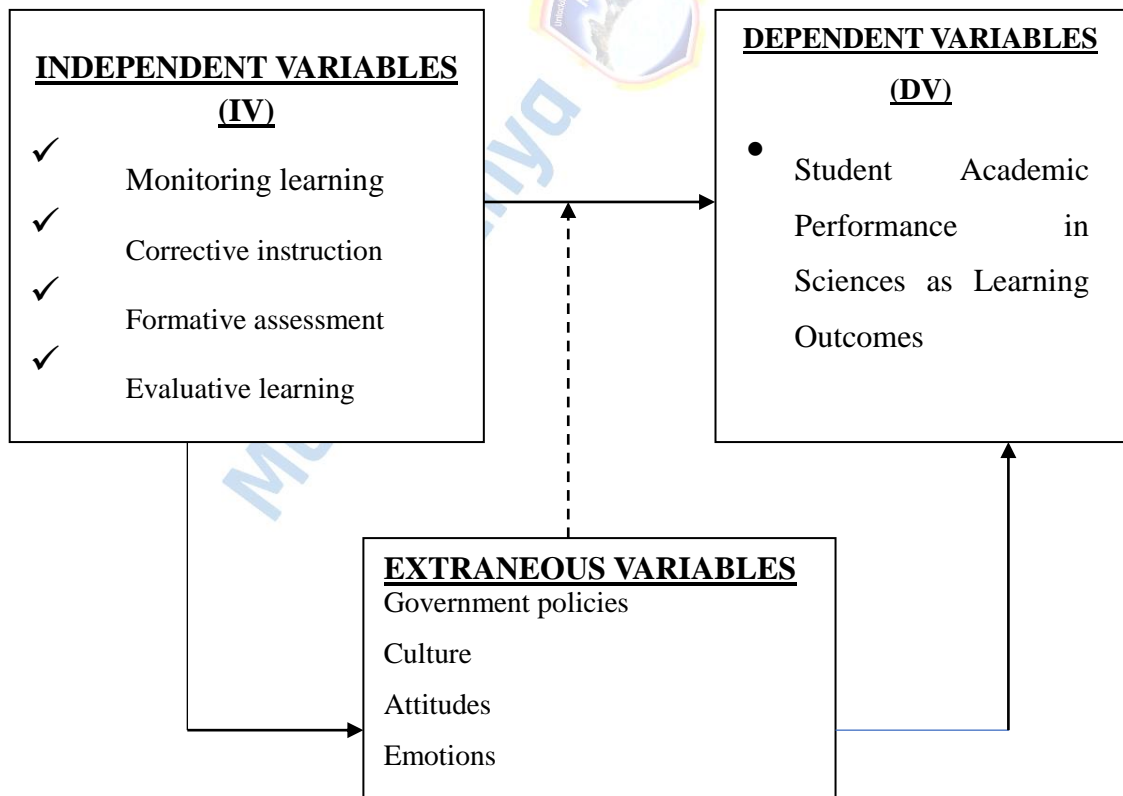 INDEPENDENT VARIABLES
(IV)
✓ Monitoring learning
✓ Corrective instruction
✓ Formative assessment
✓ Evaluative learning
DEPENDENT VARIABLES
(DV)
• Student Academic
Performance in
Sciences as Learning
Outcomes
EXTRANEOUS VARIABLES
Government policies
Culture
Attitudes
Emotions